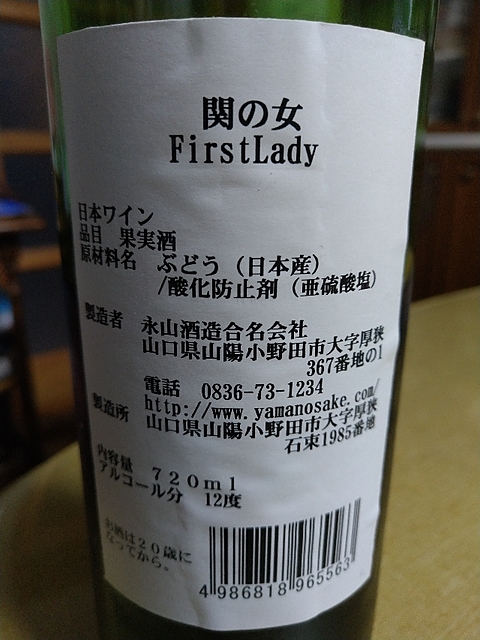 関の女
FirstLady
日本ワイン
品目 果実酒
原材料名 ぶどう（日本産）
/酸化防止剤（亜硫酸塩）
製造者 永山酒造合名会社
山口県山陽小野田市大字厚狭
367番地の1
電話 0836-73-1234
http://www.yamanosake.com/
製造所 山口県山陽小野田市大字厚狭
石束1985番地
内容量 720ml
アルコール分 12度
お酒は20歳に
なってから。
4 986818 965563